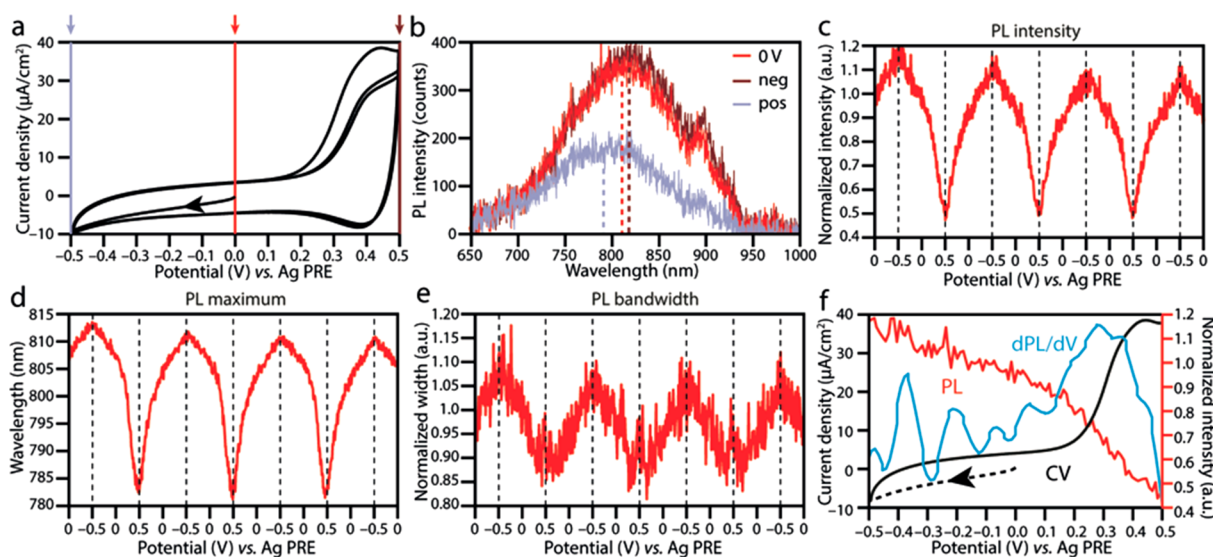 a
Current density (µA/cm²)
40
30
20
10
0
−10
−0.5 −0.4 −0.3 −0.2 −0.1 0.0 0.1 0.2 0.3 0.4 0.5
Potential (V) vs. Ag PRE
b
PL intensity (counts)
400
300
200
100
0
0 V
neg
pos
650 700 750 800 850 900 950 1000
Wavelength (nm)
c
PL intensity
Normalized intensity (a.u.)
1.2
1.1
1.0
0.9
0.8
0.7
0.6
0.5
0.4
0 −0.5 0 0.5 0 −0.5 0 0.5 0 −0.5 0 0.5 0 −0.5 0
Potential (V) vs. Ag PRE
d
PL maximum
Wavelength (nm)
815
810
805
800
795
790
785
780
0 −0.5 0 0.5 0 −0.5 0 0.5 0 −0.5 0 0.5 0 −0.5 0
Potential (V) vs. Ag PRE
e
PL bandwidth
Normalized width (a.u.)
1.20
1.15
1.10
1.05
1.00
0.95
0.90
0.85
0.80
0 −0.5 0 0.5 0 −0.5 0 0.5 0 −0.5 0 0.5 0 −0.5 0
Potential (V) vs. Ag PRE
f
Current density (µA/cm²)
40
30
20
10
0
−10
dPL/dV
PL
CV
1.2
1.1
1.0
0.9
0.8
0.7
0.6
0.5
0.4
Normalized intensity (a.u.)
−0.5 −0.4 −0.3 −0.2 −0.1 0.0 0.1 0.2 0.3 0.4 0.5
Potential (V) vs. Ag PRE